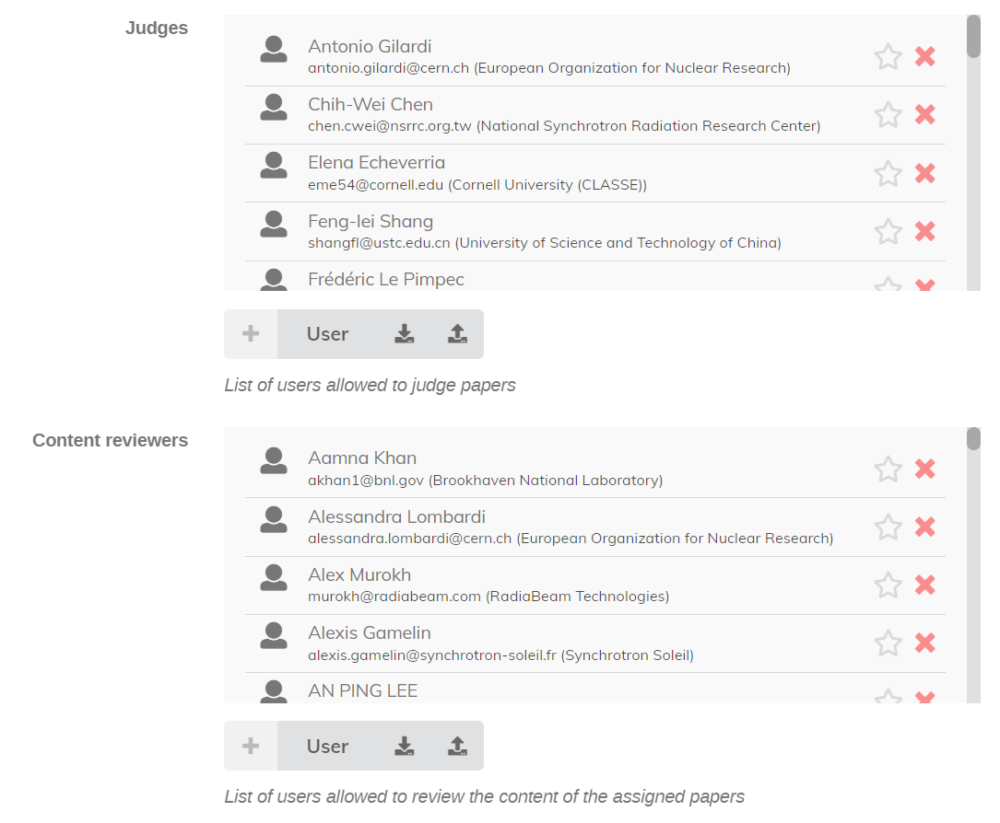 Judges
Antonio Gilardi
antonio.gilardi@cern.ch (European Organization for Nuclear Research)
Chih-Wei Chen
chen.cwei@nsrrc.org.tw (National Synchrotron Radiation Research Center)
Elena Echeverria
eme54@cornell.edu (Cornell University (CLASSE))
Feng-lei Shang
shangfl@ustc.edu.cn (University of Science and Technology of China)
Frédéric Le Pimpec
User
List of users allowed to judge papers
Content reviewers
Aamna Khan
akhan1@bnl.gov (Brookhaven National Laboratory)
Alessandra Lombardi
alessandra.lombardi@cern.ch (European Organization for Nuclear Research)
Alex Murokh
murokh@radiabeam.com (RadiaBeam Technologies)
Alexis Gamelin
alexis.gamelin@synchrotron-soleil.fr (Synchrotron Soleil)
AN PING LEE
User
List of users allowed to review the content of the assigned papers